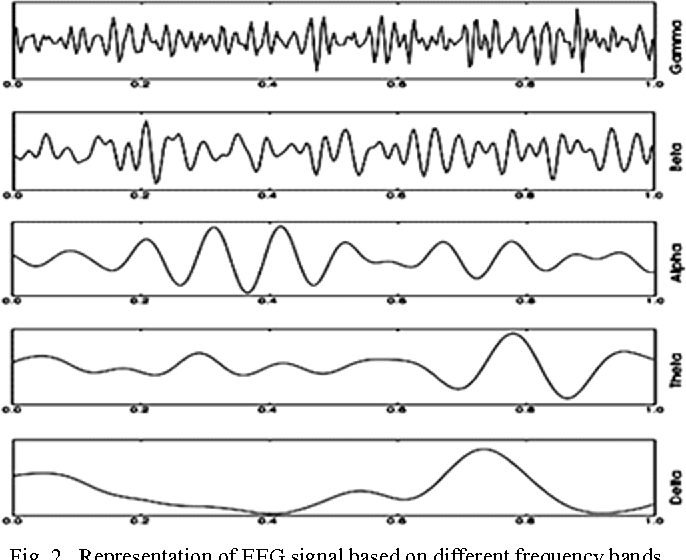 Gamma
0.0 0.2 0.4 0.6 0.8 1.0
Beta
0.0 0.2 0.4 0.6 0.8 1.0
Alpha
0.0 0.2 0.4 0.6 0.8 1.0
Theta
0.0 0.2 0.4 0.6 0.8 1.0
Delta
0.0 0.2 0.4 0.6 0.8 1.0
Fig. 2. Representation of EEG signal based on different frequency bands